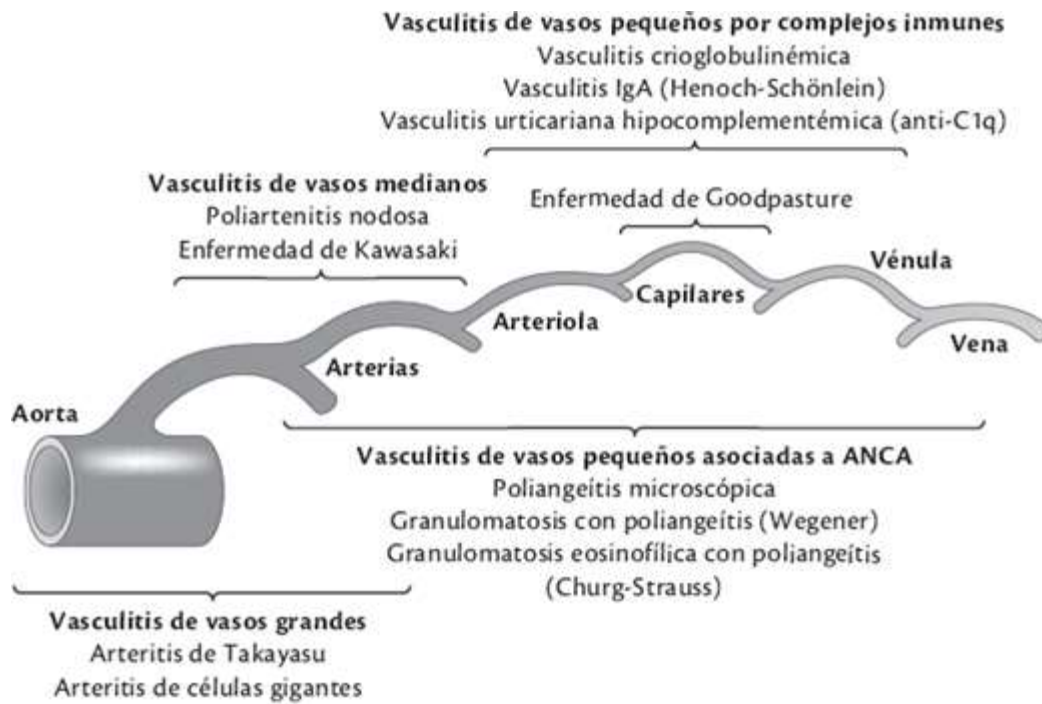 Vasculitis de vasos pequeños por complejos inmunes
Vasculitis crioglobulinémica
Vasculitis IgA (Henoch-Schönlein)
Vasculitis urticariana hipocomplementémica (anti-C1q)
Vasculitis de vasos medianos
Poliartenitis nodosa
Enfermedad de Kawasaki
Enfermedad de Goodpasture
Vénula
Capilares
Arteriola
Vena
Arterias
Aorta
Vasculitis de vasos pequeños asociadas a ANCA
Poliangeítis microscópica
Granulomatosis con poliangeítis (Wegener)
Granulomatosis eosinofílica con poliangeítis
(Churg-Strauss)
Vasculitis de vasos grandes
Arteritis de Takayasu
Arteritis de células gigantes